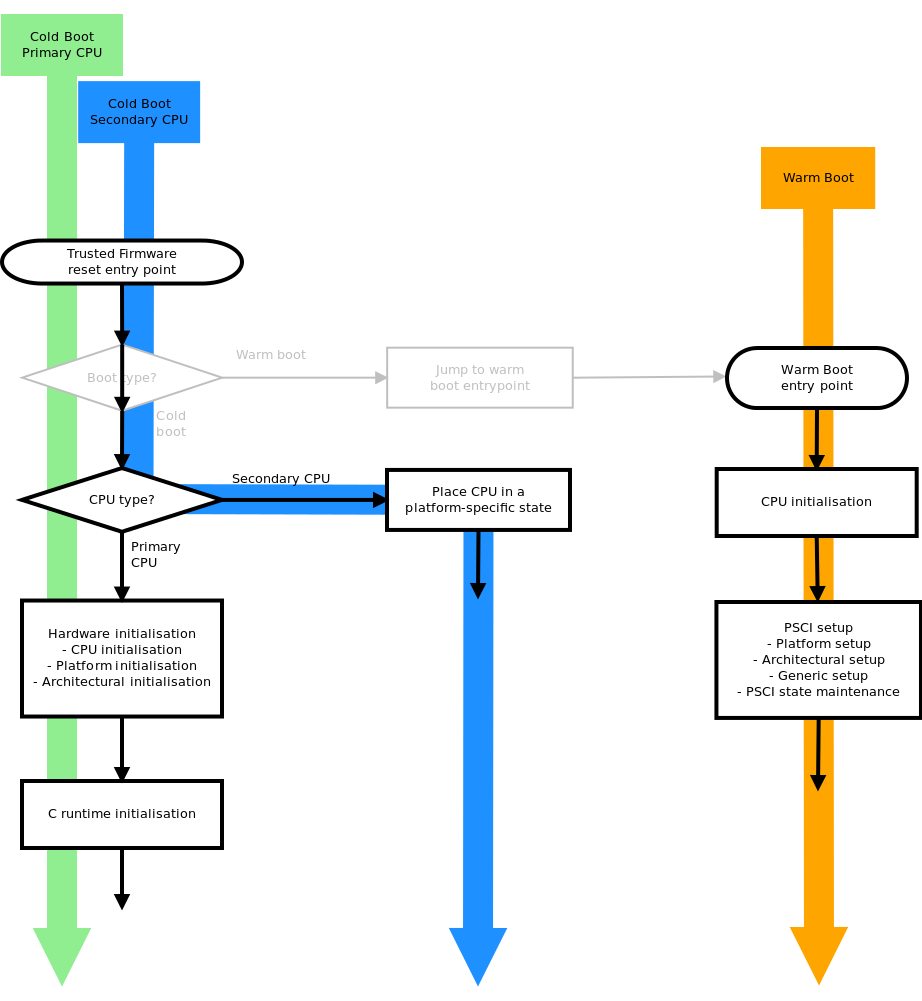 Cold Boot
Primary CPU
Cold Boot
Secondary CPU
Warm Boot
Trusted Firmware
reset entry point
Boot type?
Warm boot
Jump to warm
boot entrypoint
Warm Boot
entry point
Cold
boot
CPU type?
Secondary CPU
Place CPU in a
platform-specific state
CPU initialisation
Primary
CPU
Hardware initialisation
- CPU initialisation
- Platform initialisation
- Architectural initialisation
PSCI setup
- Platform setup
- Architectural setup
- Generic setup
- PSCI state maintenance
C runtime initialisation